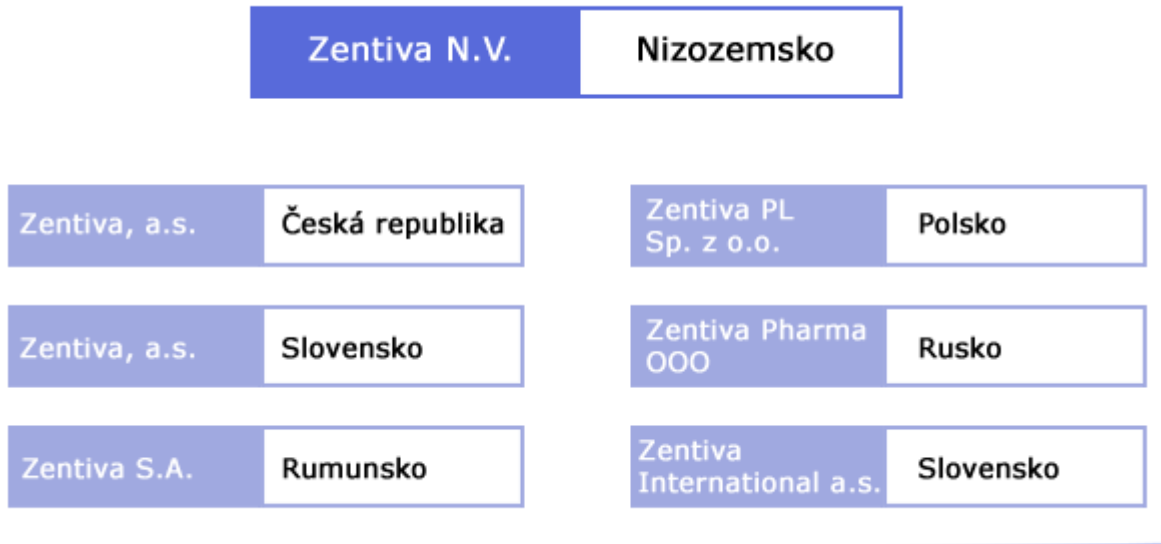 Zentiva N.V. Nizozemsko
Zentiva, a.s. Česká republika
Zentiva PL
Sp. z o.o.
Polsko
Zentiva, a.s. Slovensko
Zentiva Pharma
OOO
Rusko
Zentiva S.A. Rumunsko
Zentiva
International a.s.
Slovensko